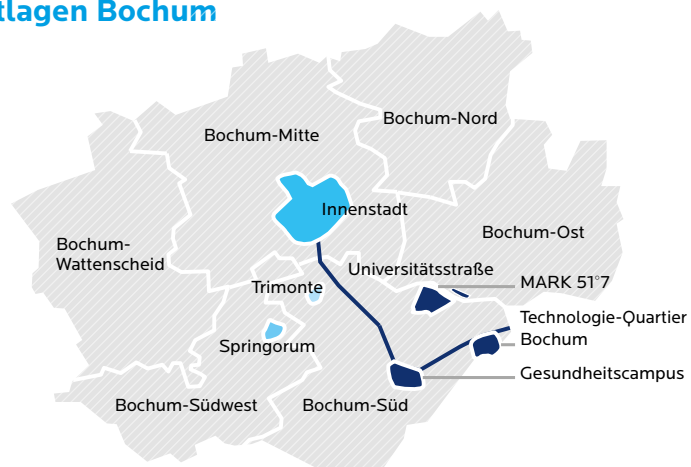 tlagen Bochum
Bochum-Nord
Bochum-Mitte
Innenstadt
Bochum-Ost
Bochum-
Wattenscheid
Universitätsstraße
MARK 51°7
Trimonte
Technologie-Quartier
Bochum
Springorum
Gesundheitscampus
Bochum-Südwest
Bochum-Süd